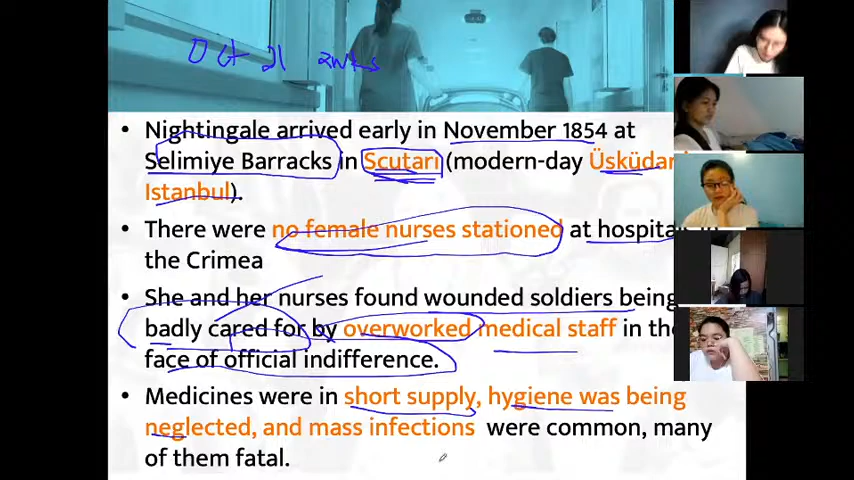 Oct 21 2wks
• Nightingale arrived early in November 1854 at
Selimiye Barracks in Scutari (modern-day Üsküdar
Istanbul).
• There were no female nurses stationed at hospitals in
the Crimea
• She and her nurses found wounded soldiers being
badly cared for by overworked medical staff in the
face of official indifference.
• Medicines were in short supply, hygiene was being
neglected, and mass infections were common, many
of them fatal.